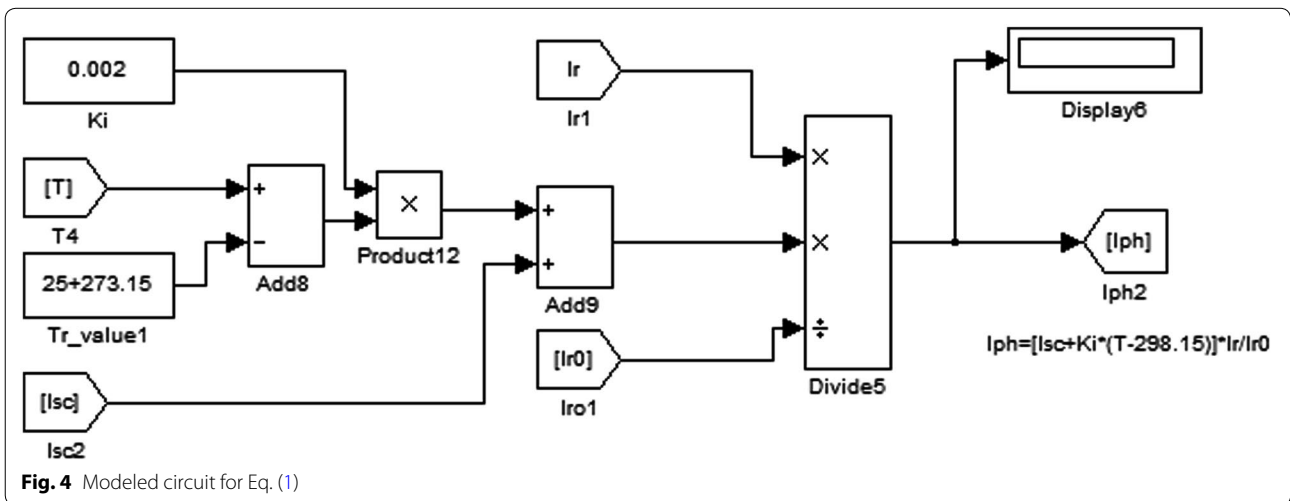 0.002
Ki
[T]
T4
25+273.15
Tr_value1
[Isc]
Isc2
+
−
Add8
×
Product12
+
+
Add9
Ir
Ir1
[Ir0]
Iro1
×
×
÷
Divide5
Display6
[Iph]
Iph2
Iph=[Isc+Ki*(T-298.15)]*Ir/Ir0
Fig. 4 Modeled circuit for Eq. (1)